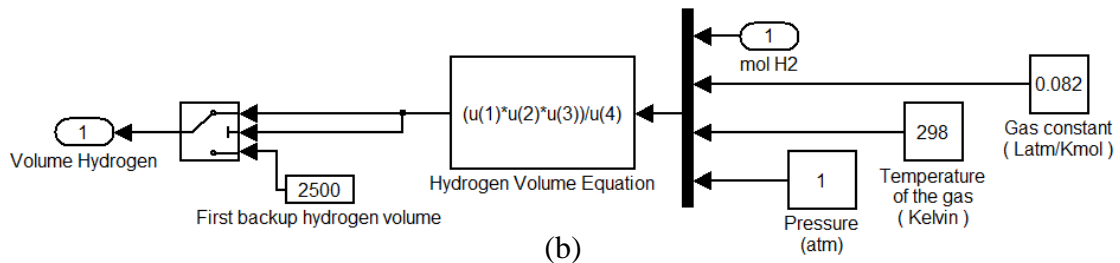 1
Volume Hydrogen
2500
First backup hydrogen volume
(u(1)*u(2)*u(3))/u(4)
Hydrogen Volume Equation
1
mol H2
0.082
Gas constant
( Latm/Kmol )
298
Temperature
of the gas
( Kelvin )
1
Pressure
(atm)
(b)